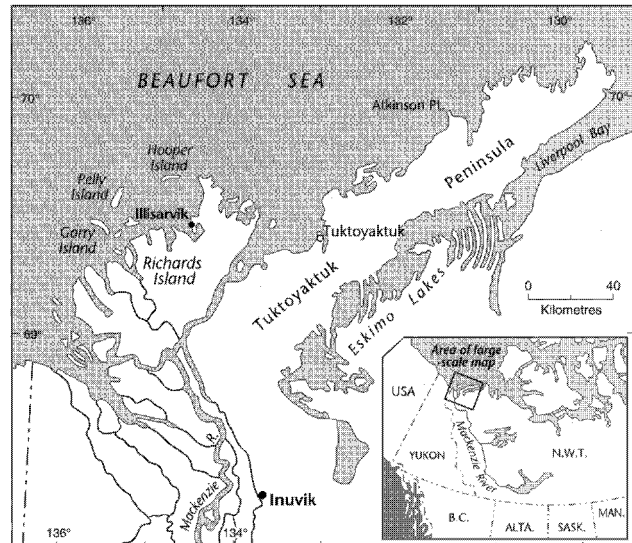 136°
134°
132°
130°
BEAUFORT SEA
70°
70°
Atkinson Pt.
Hooper
Island
Pelly
Island
Illisarvik
Garry
Island
Richards
Island
Peninsula
Liverpool Bay
Tuktoyaktuk
Tuktoyaktuk
Eskimo Lakes
0 40
Kilometres
69°
Area of large
-scale map
USA
YUKON
Mackenzie River
N.W.T.
B.C.
ALTA.
SASK.
MAN.
Mackenzie R.
Inuvik
136°
134°